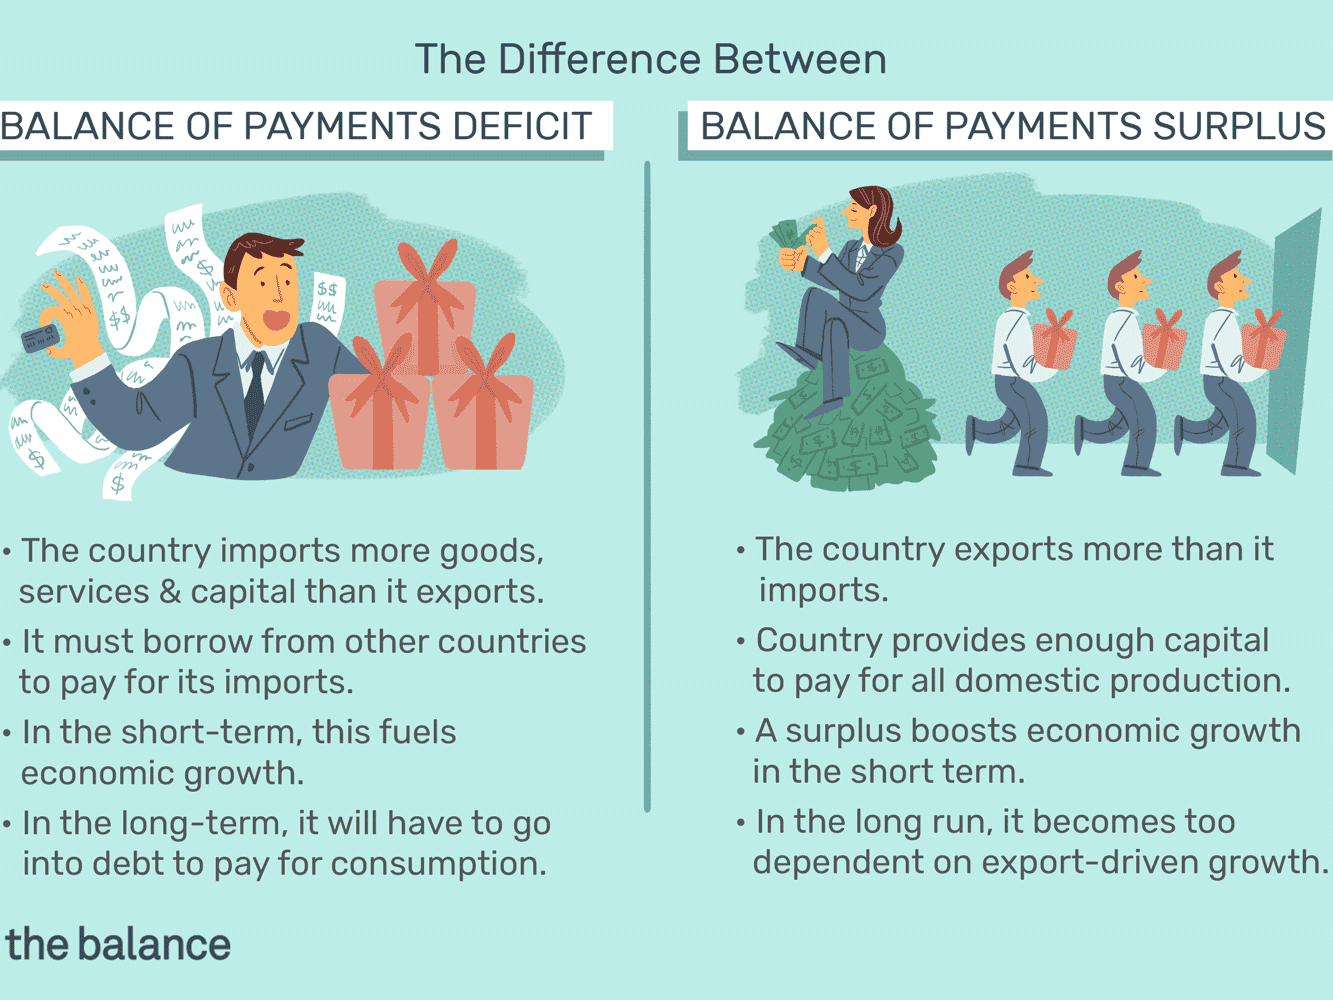 The Difference Between
BALANCE OF PAYMENTS DEFICIT
• The country imports more goods,
services & capital than it exports.
• It must borrow from other countries
to pay for its imports.
• In the short-term, this fuels
economic growth.
• In the long-term, it will have to go
into debt to pay for consumption.
BALANCE OF PAYMENTS SURPLUS
• The country exports more than it
imports.
• Country provides enough capital
to pay for all domestic production.
• A surplus boosts economic growth
in the short term.
• In the long run, it becomes too
dependent on export-driven growth.
the balance